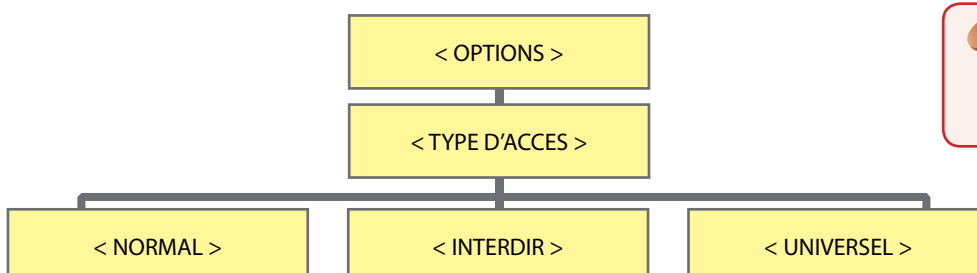 < OPTIONS >
< TYPE D’ACCES >
< NORMAL >
< INTERDIR >
< UNIVERSEL >